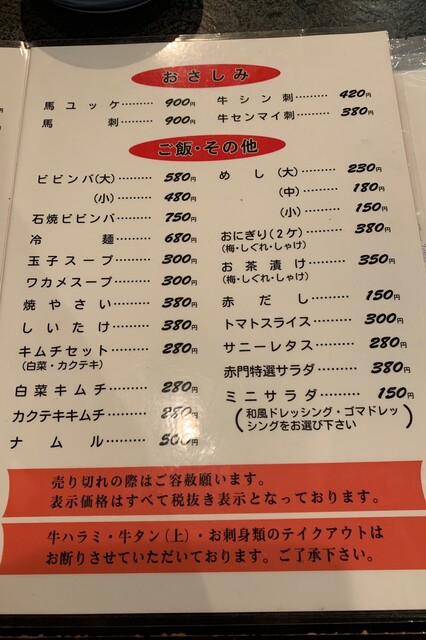 おさしみ
馬ユッケ……… 900円
馬刺……… 900円
牛シン刺……… 420円
牛センマイ刺……… 380円
ご飯・その他
ビビンバ(大)……… 580円
(小)……… 480円
石焼ビビンバ……… 750円
冷麺……… 680円
玉子スープ……… 300円
ワカメスープ……… 300円
焼やさい……… 380円
しいたけ……… 380円
キムチセット……… 280円
(白菜・カクテキ)
白菜キムチ……… 280円
カクテキキムチ……… 280円
ナムル……… 500円
めし(大)……… 230円
(中)……… 180円
(小)……… 150円
おにぎり(2ケ)……… 380円
(梅・しぐれ・しゃけ)
お茶漬け……… 350円
(梅・しぐれ・しゃけ)
赤だし……… 150円
トマトスライス……… 300円
サニーレタス……… 280円
赤門特選サラダ……… 380円
ミニサラダ……… 150円
(和風ドレッシング・ゴマドレッ
シングをお選び下さい)
売り切れの際はご容赦願います。
表示価格はすべて税抜き表示となっております。
牛ハラミ・牛タン(上)・お刺身類のテイクアウトは
お断りさせていただいております。ご了承下さい。